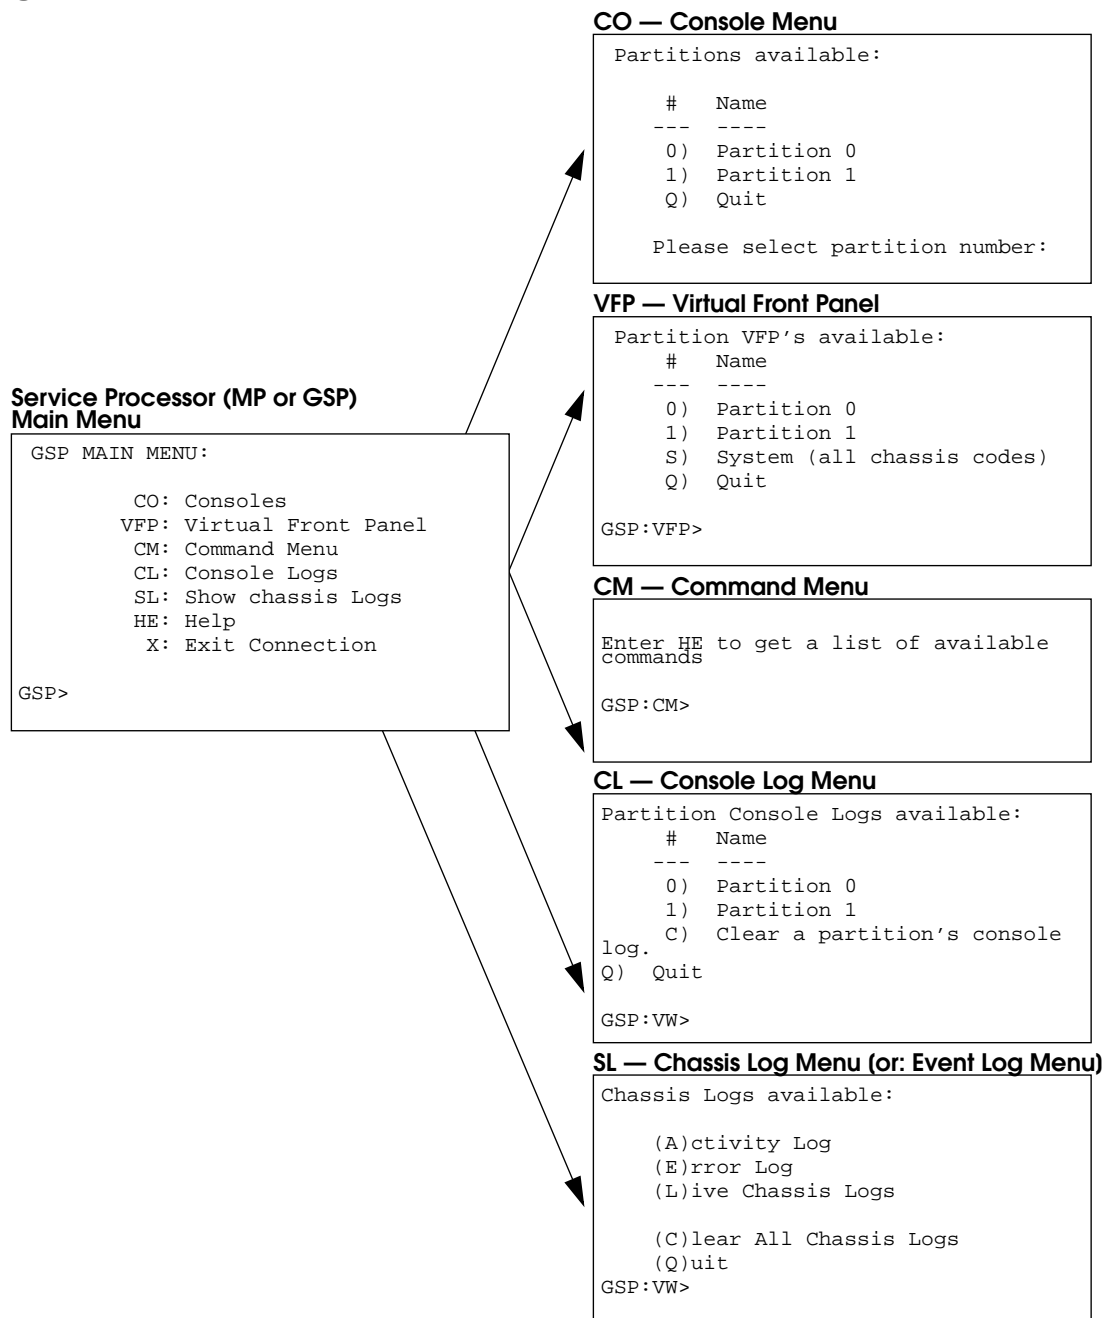 CO — Console Menu
Partitions available:
# Name
--- ----
0) Partition 0
1) Partition 1
Q) Quit
Please select partition number:
VFP — Virtual Front Panel
Partition VFP's available:
# Name
--- ----
0) Partition 0
1) Partition 1
S) System (all chassis codes)
Q) Quit
GSP:VFP>
Service Processor (MP or GSP)
Main Menu
GSP MAIN MENU:
CO: Consoles
VFP: Virtual Front Panel
CM: Command Menu
CL: Console Logs
SL: Show chassis Logs
HE: Help
X: Exit Connection
GSP>
CM — Command Menu
Enter HE to get a list of available
commands
GSP:CM>
CL — Console Log Menu
Partition Console Logs available:
# Name
--- ----
0) Partition 0
1) Partition 1
C) Clear a partition's console
log.
Q) Quit
GSP:VW>
SL — Chassis Log Menu (or: Event Log Menu)
Chassis Logs available:
(A)ctivity Log
(E)rror Log
(L)ive Chassis Logs
(C)lear All Chassis Logs
(Q)uit
GSP:VW>